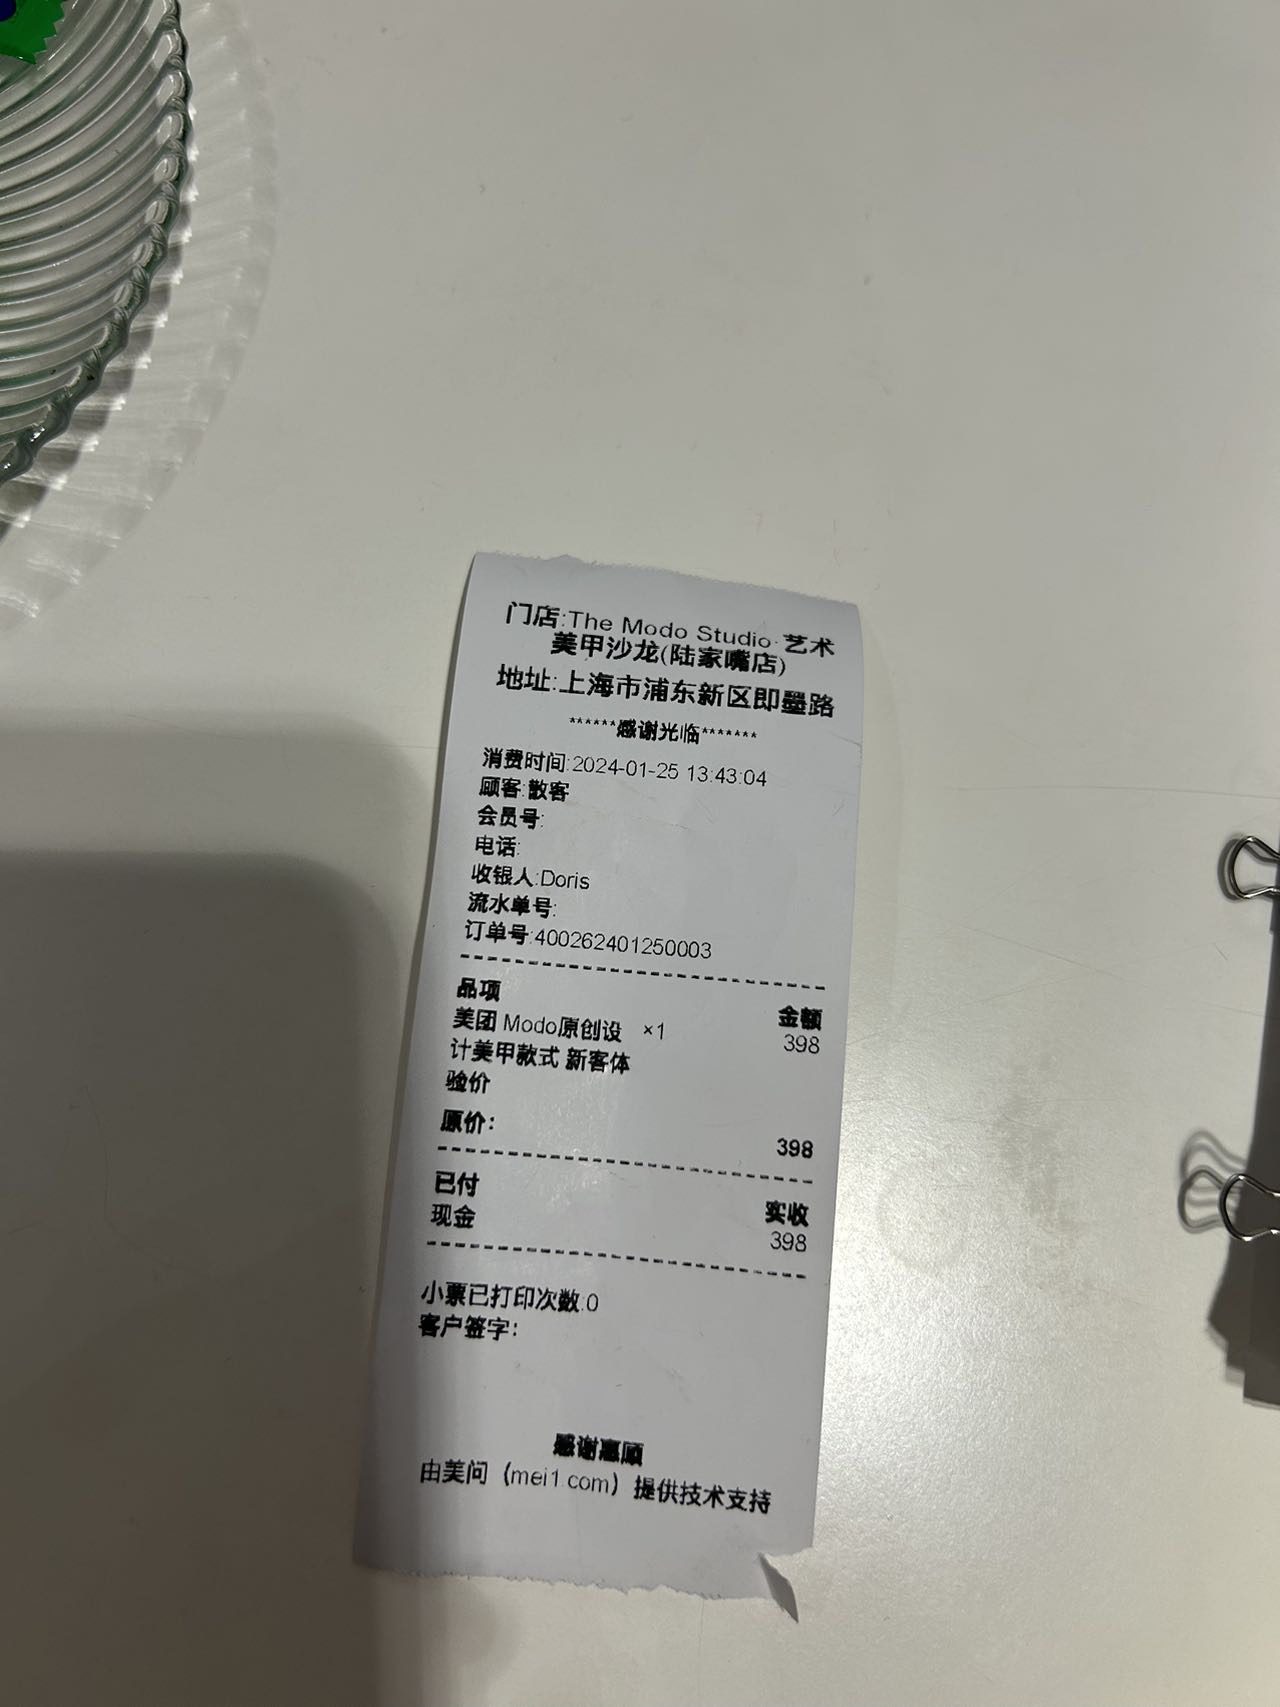 门店:The Modo Studio·艺术
美甲沙龙(陆家嘴店)
地址:上海市浦东新区即墨路
******感谢光临*******
消费时间:2024-01-25 13:43:04
顾客:散客
会员号:
电话:
收银人:Doris
流水单号:
订单号:400262401250003
品项 金额
美团 Modo原创设 ×1 398
计美甲款式 新客体
验价
原价: 398
已付 实收
现金 398
小票已打印次数:0
客户签字:
感谢惠顾
由美问（mei1.com）提供技术支持